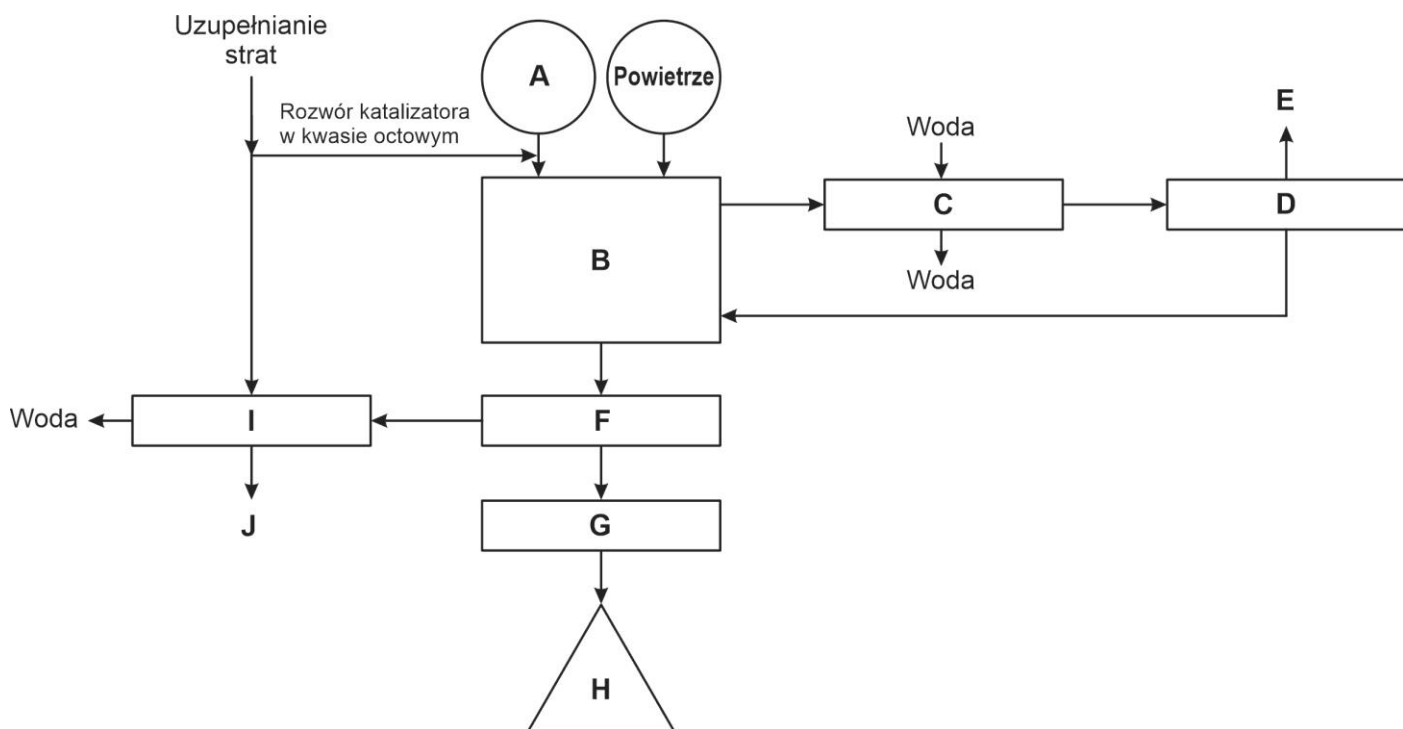 Uzupełnianie
strat
Rozwór katalizatora
w kwasie octowym
A
Powietrze
B
Woda
C
Woda
D
E
Woda
I
F
J
G
H